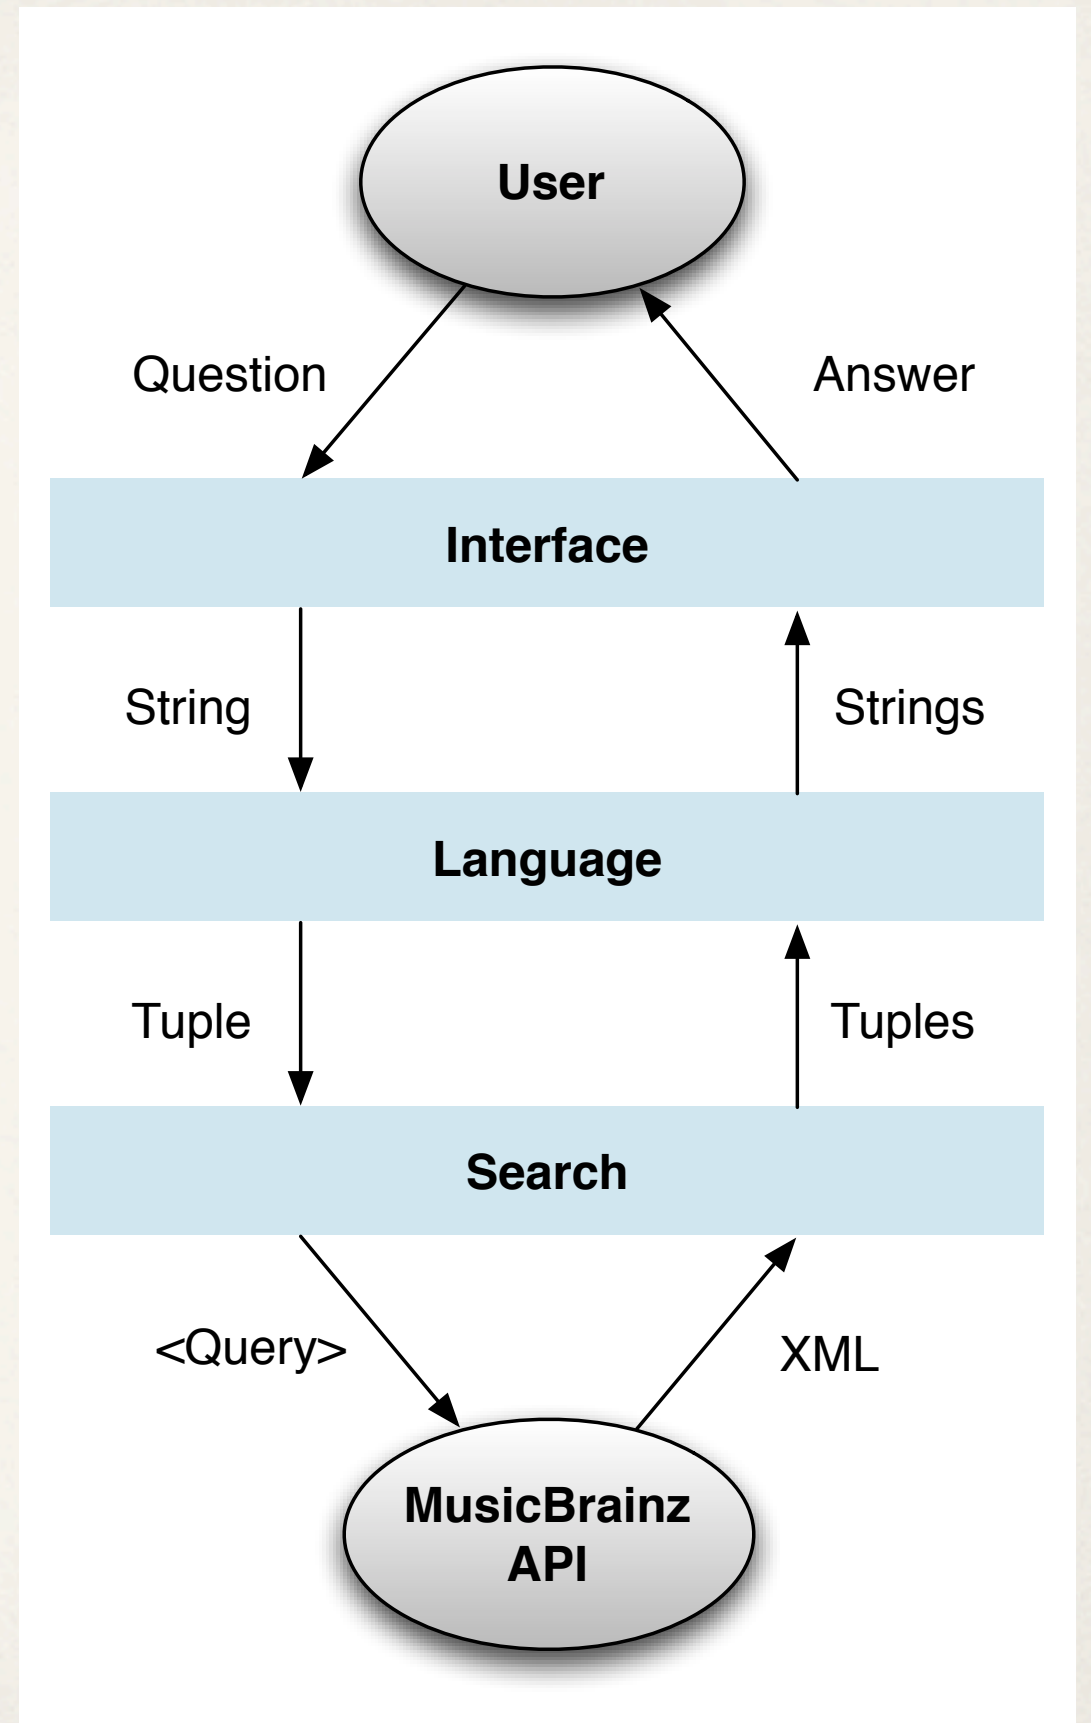 User
Question
Answer
Interface
String
Strings
Language
Tuple
Tuples
Search
<Query>
XML
MusicBrainz
API